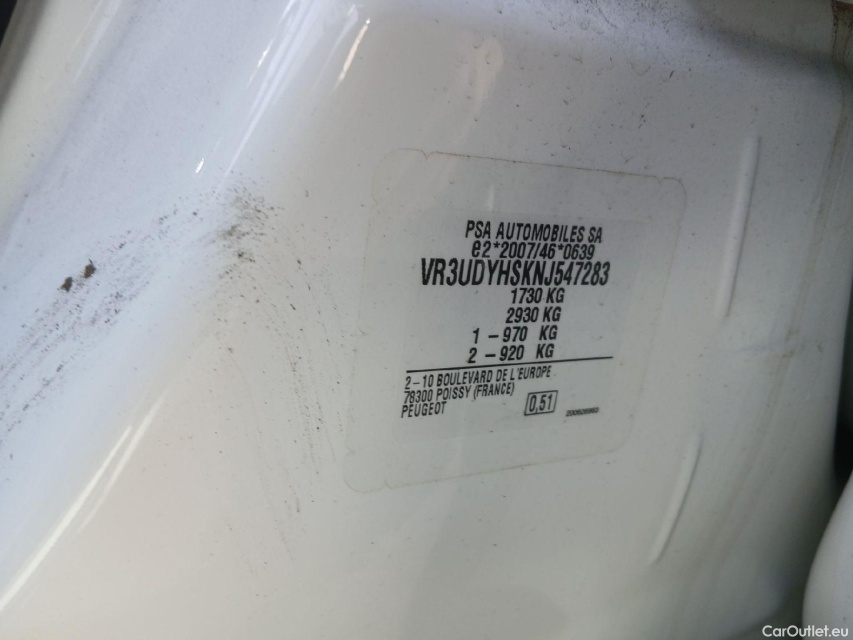 PSA AUTOMOBILES SA
e2*2007/46*0639
VR3UDYHSKNJ547283
1730 KG
2930 KG
1 – 970 KG
2 – 920 KG
2 – 10 BOULEVARD DE L'EUROPE
78300 POISSY (FRANCE)
PEUGEOT
0,51
CarOutlet.eu